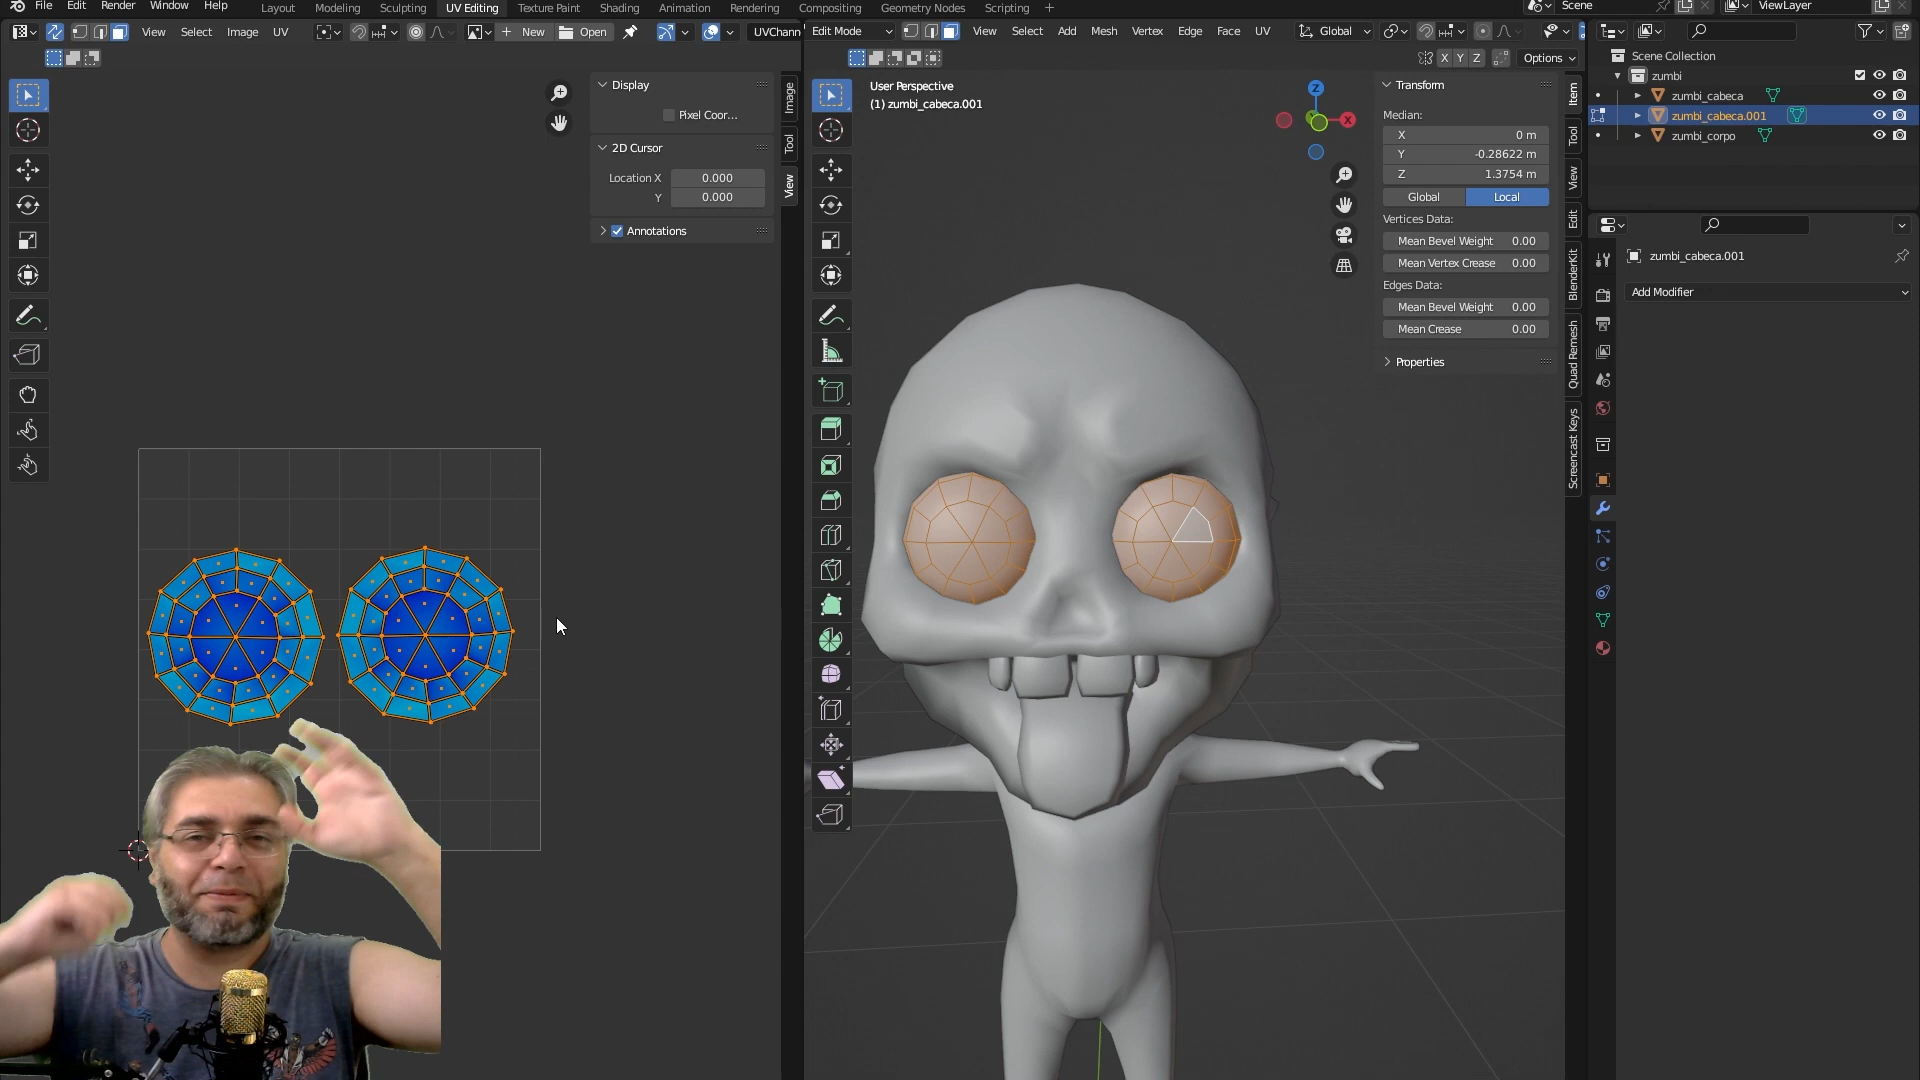 File Edit Render Window Help Layout Modeling Sculpting UV Editing Texture Paint Shading Animation Rendering Compositing Geometry Nodes Scripting Scene ViewLayer
View Select Image UV New Open UVChann
Edit Mode View Select Add Mesh Vertex Edge Face UV Global
X Y Z Options
Display
Pixel Coor...
2D Cursor
Location X 0.000
Y 0.000
Annotations
Image
Tool
View
User Perspective
(1) zumbi_cabeca.001
Z
X
Transform
Median:
X 0 m
Y -0.28622 m
Z 1.3754 m
Global Local
Vertices Data:
Mean Bevel Weight 0.00
Mean Vertex Crease 0.00
Edges Data:
Mean Bevel Weight 0.00
Mean Crease 0.00
Properties
Item
Tool
View
Edit
BlenderKit
Quad Remesh
Screencast Keys
Scene Collection
zumbi
zumbi_cabeca
zumbi_cabeca.001
zumbi_corpo
zumbi_cabeca.001
Add Modifier